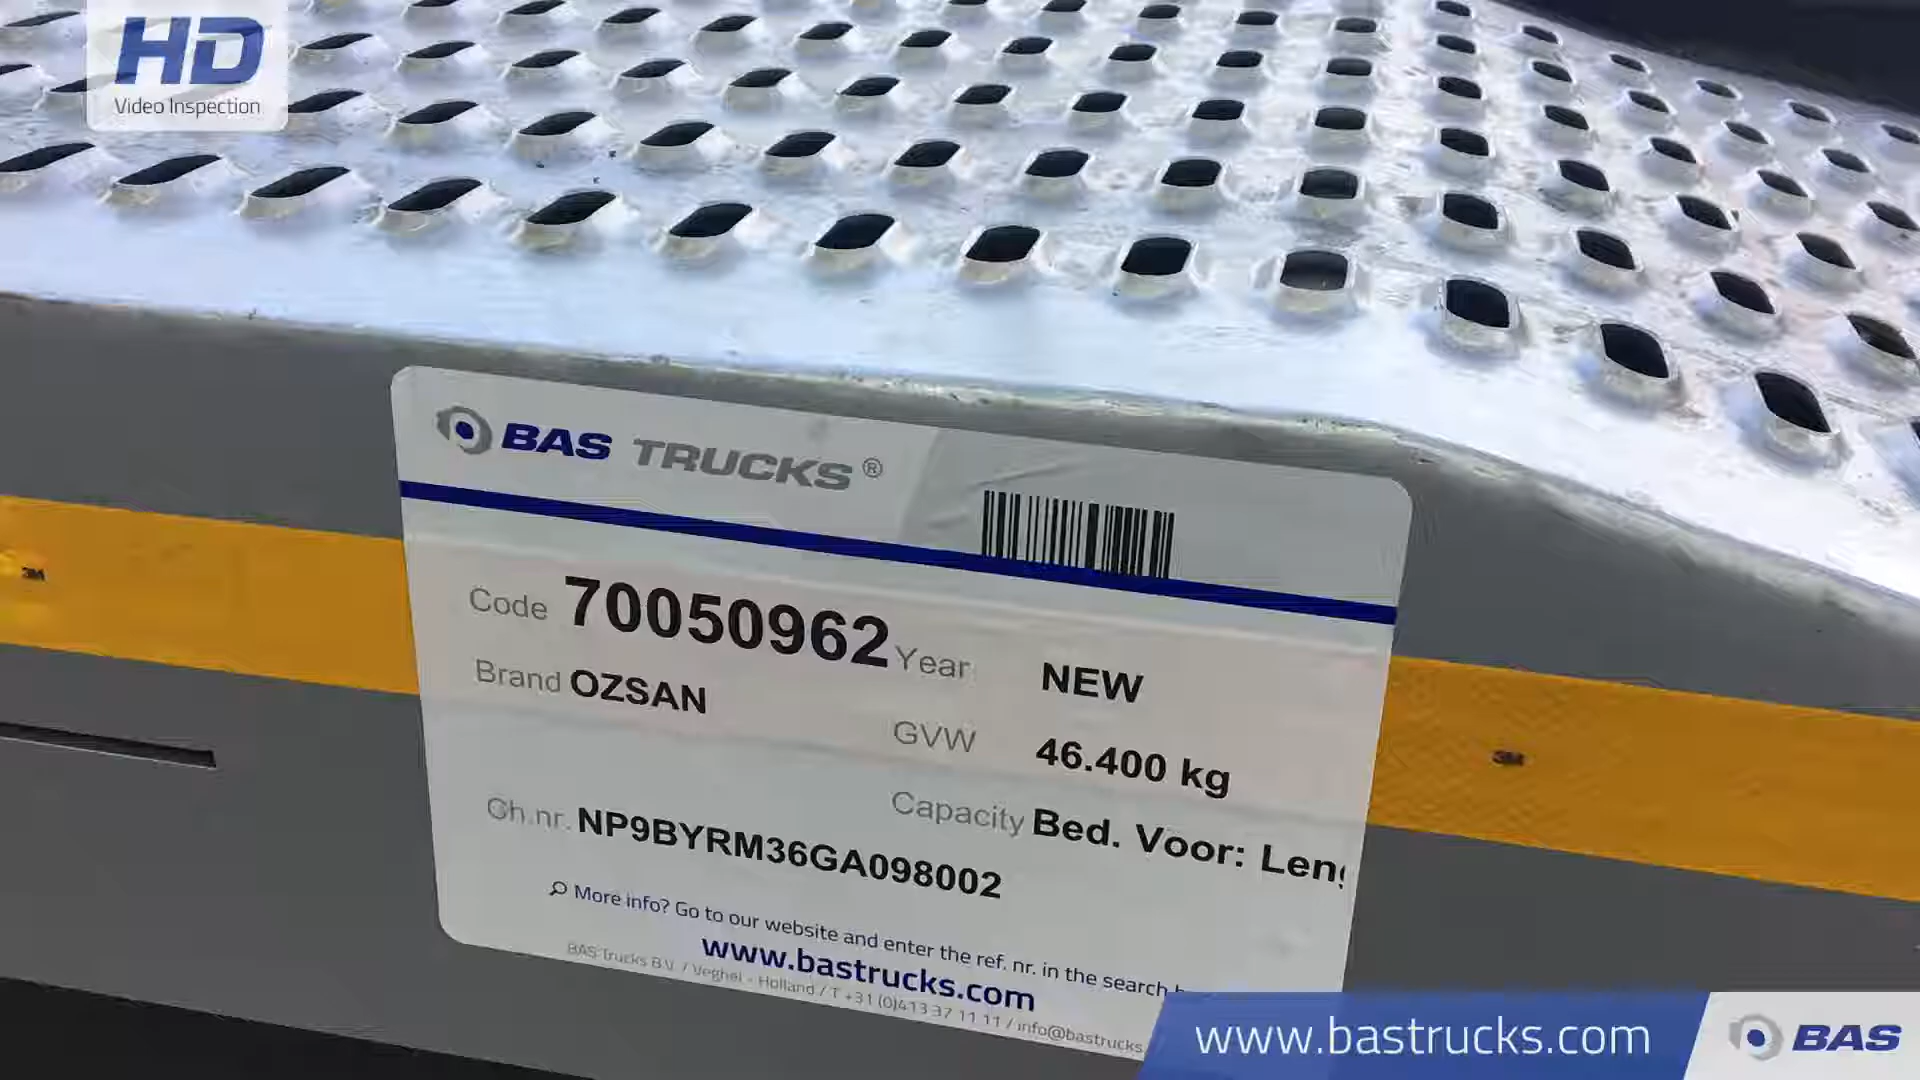 HD
Video Inspection
BAS TRUCKS®
Code 70050962
Year NEW
Brand OZSAN
GVW 46.400 kg
Capacity Bed. Voor: Leng
Ch.nr. NP9BYRM36GA098002
More info? Go to our website and enter the ref. nr. in the search
www.bastrucks.com
BAS Trucks B.V. / Veghel - Holland / T +31 (0)413 37 11 11 / info@bastrucks.
3M
3M
www.bastrucks.com
BAS